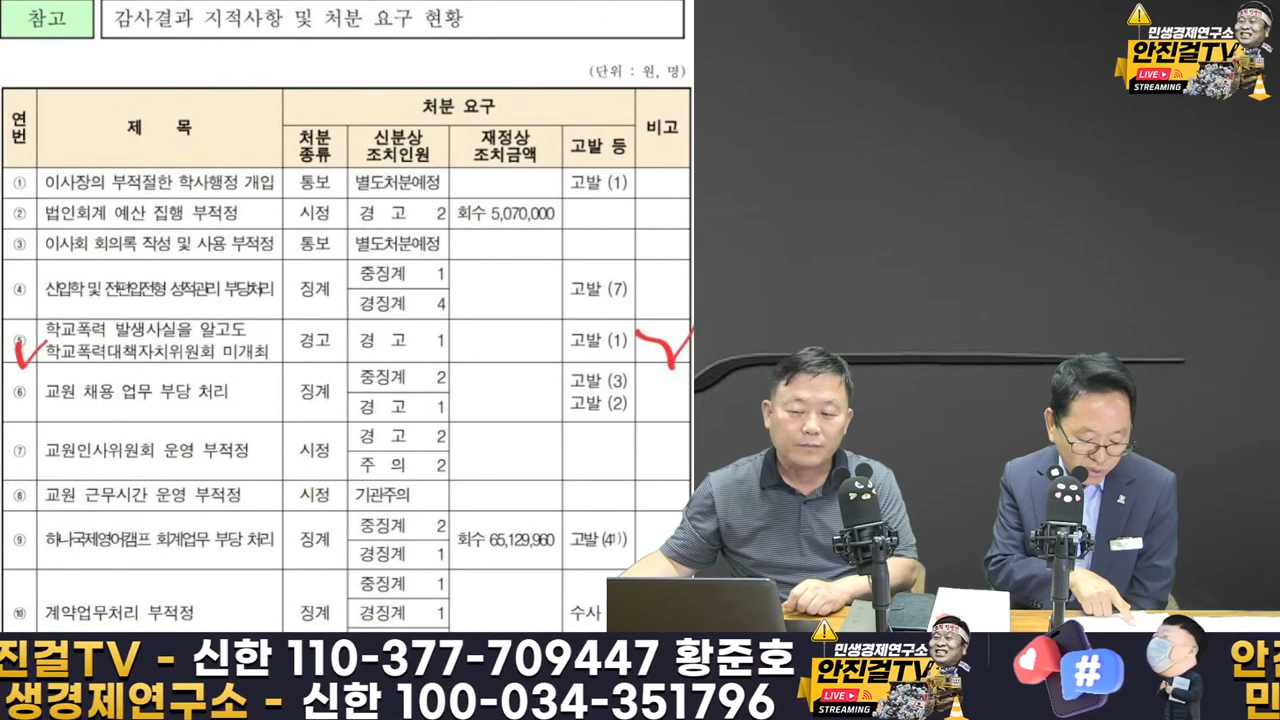 참고 감사결과 지적사항 및 처분 요구 현황
(단위 : 원, 명)
연번 제 목 처분 요구 비고
처분종류 신분상 조치인원 재정상 조치금액 고발 등
① 이사장의 부적절한 학사행정 개입 통보 별도처분예정 고발 (1)
② 법인회계 예산 집행 부적정 시정 경 고 2 회수 5,070,000
③ 이사회 회의록 작성 및 사용 부적정 통보 별도처분예정
④ 신입학 및 전편입전형 성적관리 부당처리 징계 중징계 1 고발 (7)
경징계 4
⑤ 학교폭력 발생사실을 알고도 경고 경 고 1 고발 (1)
학교폭력대책자치위원회 미개최
⑥ 교원 채용 업무 부당 처리 징계 중징계 2 고발 (3)
경 고 1 고발 (2)
⑦ 교원인사위원회 운영 부적정 시정 경 고 2
주 의 2
⑧ 교원 근무시간 운영 부적정 시정 기관주의
⑨ 하나국제영어캠프 회계업무 부당 처리 징계 중징계 2 회수 65,129,960
경징계 1
⑩ 계약업무처리 부적정 징계 중징계 1 수사
경징계 1
민생경제연구소
안진걸TV
LIVE
STREAMING
진걸TV - 신한 110-377-709447 황준호
생경제연구소 - 신한 100-034-351796
민생경제연구소
안진걸TV
LIVE
STREAMING
#
안
민